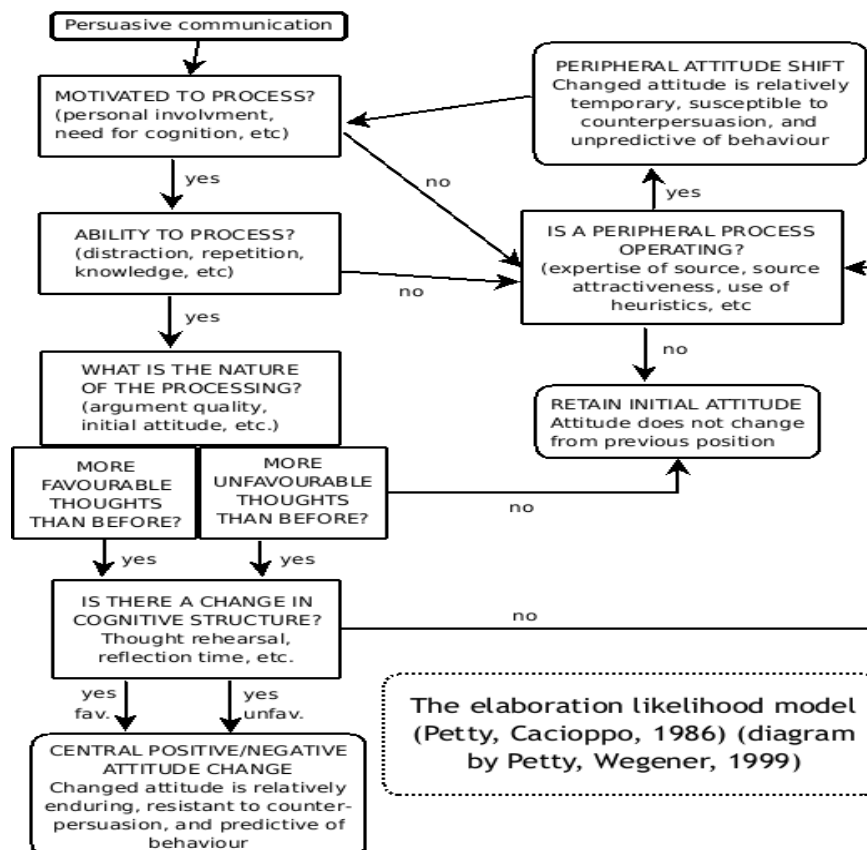 Persuasive communication
MOTIVATED TO PROCESS?
(personal involvment,
need for cognition, etc)
yes
no
ABILITY TO PROCESS?
(distraction, repetition,
knowledge, etc)
no
yes
WHAT IS THE NATURE
OF THE PROCESSING?
(argument quality,
initial attitude, etc.)
MORE
FAVOURABLE
THOUGHTS
THAN BEFORE?
MORE
UNFAVOURABLE
THOUGHTS
THAN BEFORE?
no
yes
yes
IS THERE A CHANGE IN
COGNITIVE STRUCTURE?
Thought rehearsal,
reflection time, etc.
no
yes
fav.
yes
unfav.
CENTRAL POSITIVE/NEGATIVE
ATTITUDE CHANGE
Changed attitude is relatively
enduring, resistant to counter-
persuasion, and predictive of
behaviour
PERIPHERAL ATTITUDE SHIFT
Changed attitude is relatively
temporary, susceptible to
counterpersuasion, and
unpredictive of behaviour
yes
IS A PERIPHERAL PROCESS
OPERATING?
(expertise of source, source
attractiveness, use of
heuristics, etc
no
RETAIN INITIAL ATTITUDE
Attitude does not change
from previous position
The elaboration likelihood model
(Petty, Cacioppo, 1986) (diagram
by Petty, Wegener, 1999)